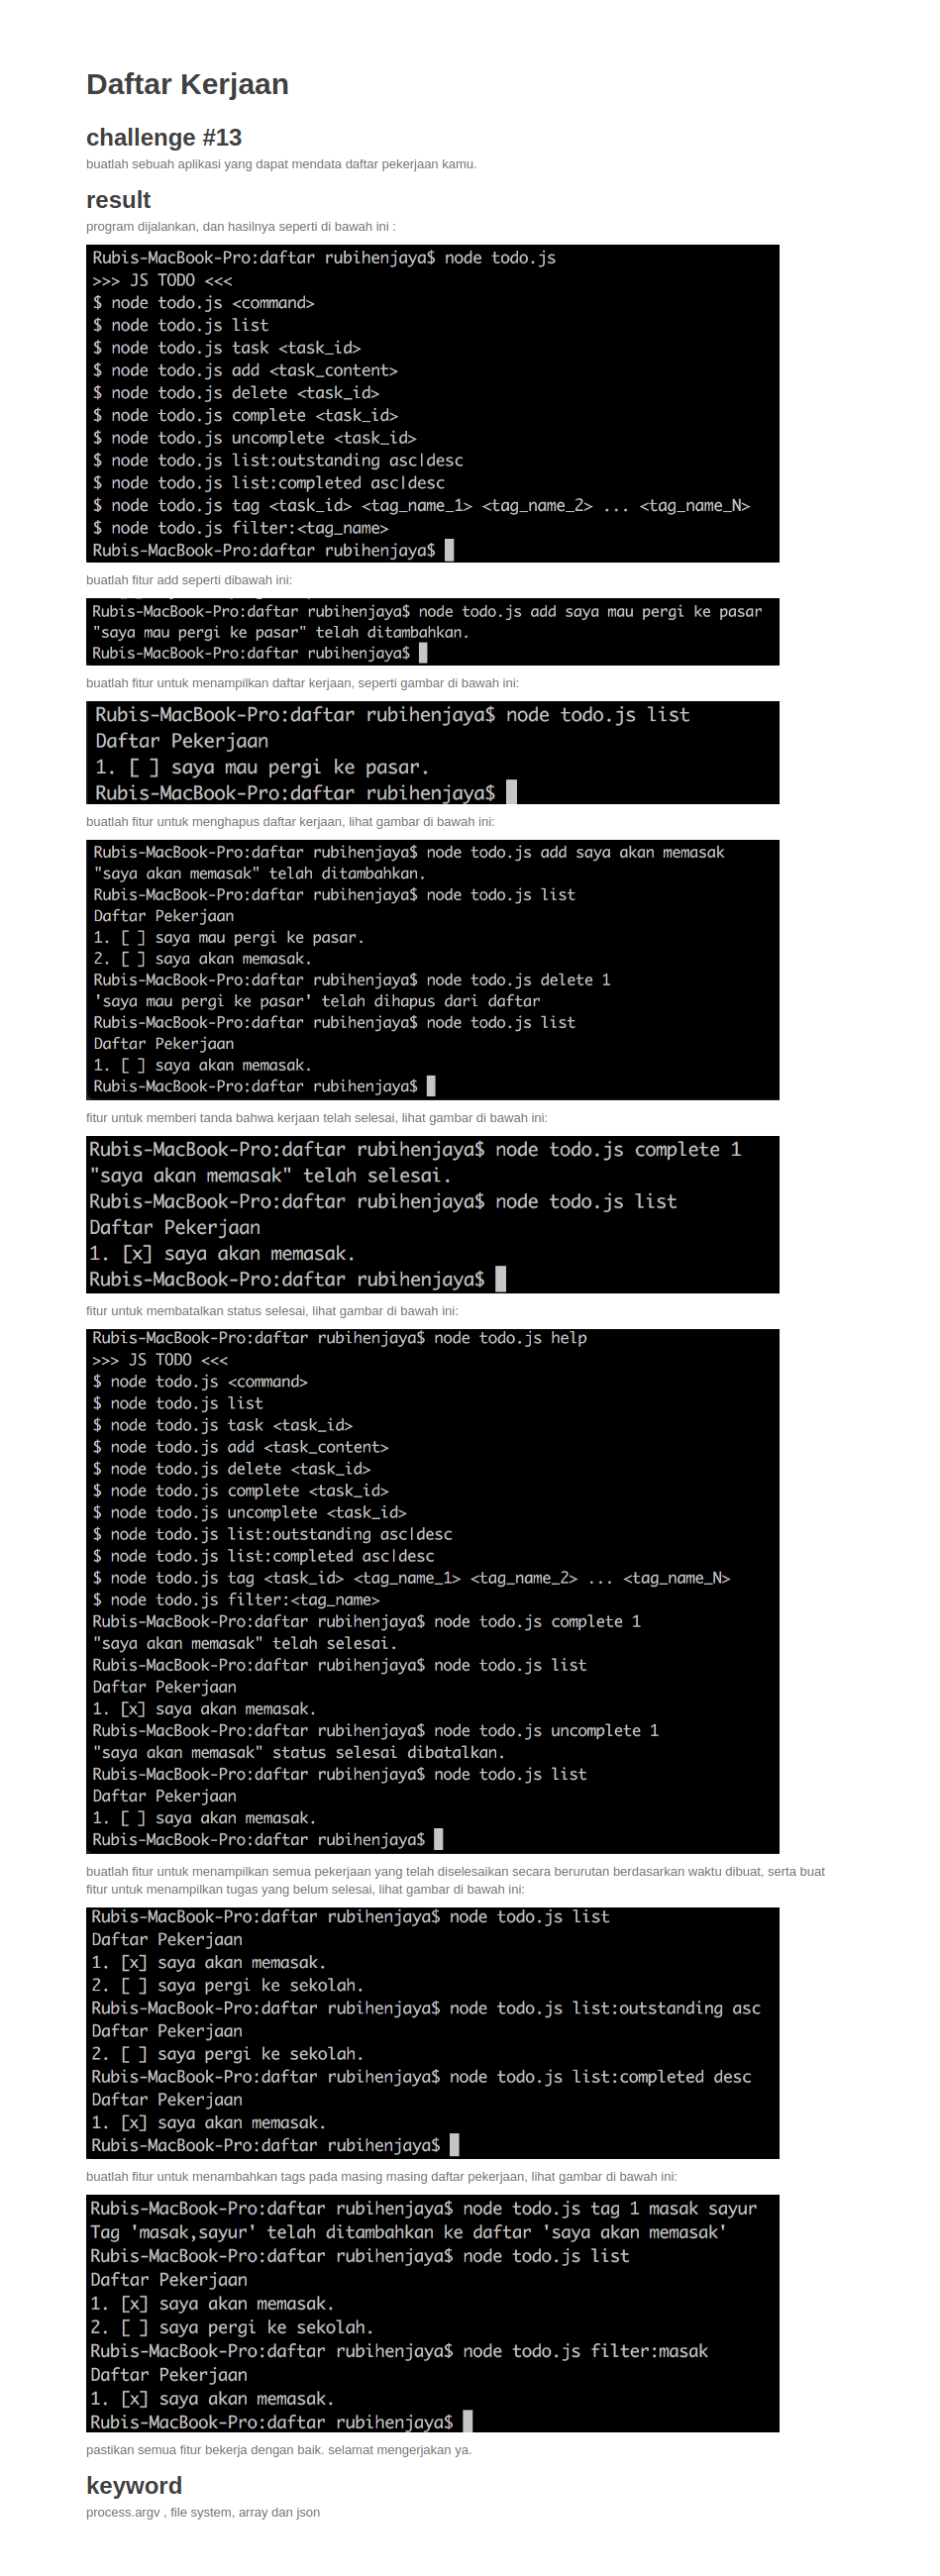 Daftar Kerjaan
challenge #13
buatlah sebuah aplikasi yang dapat mendata daftar pekerjaan kamu.
result
program dijalankan, dan hasilnya seperti di bawah ini :
Rubis-MacBook-Pro:daftar rubihenjaya$ node todo.js
>>> JS TODO <<<
$ node todo.js <command>
$ node todo.js list
$ node todo.js task <task_id>
$ node todo.js add <task_content>
$ node todo.js delete <task_id>
$ node todo.js complete <task_id>
$ node todo.js uncomplete <task_id>
$ node todo.js list:outstanding asc|desc
$ node todo.js list:completed asc|desc
$ node todo.js tag <task_id> <tag_name_1> <tag_name_2> ... <tag_name_N>
$ node todo.js filter:<tag_name>
Rubis-MacBook-Pro:daftar rubihenjaya$
buatlah fitur add seperti dibawah ini:
Rubis-MacBook-Pro:daftar rubihenjaya$ node todo.js add saya mau pergi ke pasar
"saya mau pergi ke pasar" telah ditambahkan.
Rubis-MacBook-Pro:daftar rubihenjaya$
buatlah fitur untuk menampilkan daftar kerjaan, seperti gambar di bawah ini:
Rubis-MacBook-Pro:daftar rubihenjaya$ node todo.js list
Daftar Pekerjaan
1. [ ] saya mau pergi ke pasar.
Rubis-MacBook-Pro:daftar rubihenjaya$
buatlah fitur untuk menghapus daftar kerjaan, lihat gambar di bawah ini:
Rubis-MacBook-Pro:daftar rubihenjaya$ node todo.js add saya akan memasak
"saya akan memasak" telah ditambahkan.
Rubis-MacBook-Pro:daftar rubihenjaya$ node todo.js list
Daftar Pekerjaan
1. [ ] saya mau pergi ke pasar.
2. [ ] saya akan memasak.
Rubis-MacBook-Pro:daftar rubihenjaya$ node todo.js delete 1
'saya mau pergi ke pasar' telah dihapus dari daftar
Rubis-MacBook-Pro:daftar rubihenjaya$ node todo.js list
Daftar Pekerjaan
1. [ ] saya akan memasak.
Rubis-MacBook-Pro:daftar rubihenjaya$
fitur untuk memberi tanda bahwa kerjaan telah selesai, lihat gambar di bawah ini:
Rubis-MacBook-Pro:daftar rubihenjaya$ node todo.js complete 1
"saya akan memasak" telah selesai.
Rubis-MacBook-Pro:daftar rubihenjaya$ node todo.js list
Daftar Pekerjaan
1. [x] saya akan memasak.
Rubis-MacBook-Pro:daftar rubihenjaya$
fitur untuk membatalkan status selesai, lihat gambar di bawah ini:
Rubis-MacBook-Pro:daftar rubihenjaya$ node todo.js help
>>> JS TODO <<<
$ node todo.js <command>
$ node todo.js list
$ node todo.js task <task_id>
$ node todo.js add <task_content>
$ node todo.js delete <task_id>
$ node todo.js complete <task_id>
$ node todo.js uncomplete <task_id>
$ node todo.js list:outstanding asc|desc
$ node todo.js list:completed asc|desc
$ node todo.js tag <task_id> <tag_name_1> <tag_name_2> ... <tag_name_N>
$ node todo.js filter:<tag_name>
Rubis-MacBook-Pro:daftar rubihenjaya$ node todo.js complete 1
"saya akan memasak" telah selesai.
Rubis-MacBook-Pro:daftar rubihenjaya$ node todo.js list
Daftar Pekerjaan
1. [x] saya akan memasak.
Rubis-MacBook-Pro:daftar rubihenjaya$ node todo.js uncomplete 1
"saya akan memasak" status selesai dibatalkan.
Rubis-MacBook-Pro:daftar rubihenjaya$ node todo.js list
Daftar Pekerjaan
1. [ ] saya akan memasak.
Rubis-MacBook-Pro:daftar rubihenjaya$
buatlah fitur untuk menampilkan semua pekerjaan yang telah diselesaikan secara berurutan berdasarkan waktu dibuat, serta buat
fitur untuk menampilkan tugas yang belum selesai, lihat gambar di bawah ini:
Rubis-MacBook-Pro:daftar rubihenjaya$ node todo.js list
Daftar Pekerjaan
1. [x] saya akan memasak.
2. [ ] saya pergi ke sekolah.
Rubis-MacBook-Pro:daftar rubihenjaya$ node todo.js list:outstanding asc
Daftar Pekerjaan
2. [ ] saya pergi ke sekolah.
Rubis-MacBook-Pro:daftar rubihenjaya$ node todo.js list:completed desc
Daftar Pekerjaan
1. [x] saya akan memasak.
Rubis-MacBook-Pro:daftar rubihenjaya$
buatlah fitur untuk menambahkan tags pada masing masing daftar pekerjaan, lihat gambar di bawah ini:
Rubis-MacBook-Pro:daftar rubihenjaya$ node todo.js tag 1 masak sayur
Tag 'masak,sayur' telah ditambahkan ke daftar 'saya akan memasak'
Rubis-MacBook-Pro:daftar rubihenjaya$ node todo.js list
Daftar Pekerjaan
1. [x] saya akan memasak.
2. [ ] saya pergi ke sekolah.
Rubis-MacBook-Pro:daftar rubihenjaya$ node todo.js filter:masak
Daftar Pekerjaan
1. [x] saya akan memasak.
Rubis-MacBook-Pro:daftar rubihenjaya$
pastikan semua fitur bekerja dengan baik. selamat mengerjakan ya.
keyword
process.argv , file system, array dan json